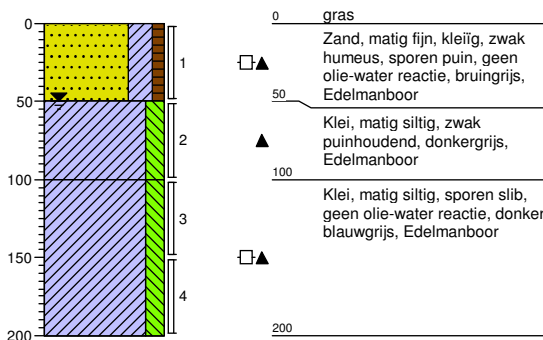 0
50
100
150
200
1
2
3
4
0 gras
Zand, matig fijn, kleiïg, zwak
humeus, sporen puin, geen
olie-water reactie, bruingrijs,
Edelmanboor
50
Klei, matig siltig, zwak
puinhoudend, donkergrijs,
Edelmanboor
100
Klei, matig siltig, sporen slib,
geen olie-water reactie, donker
blauwgrijs, Edelmanboor
200